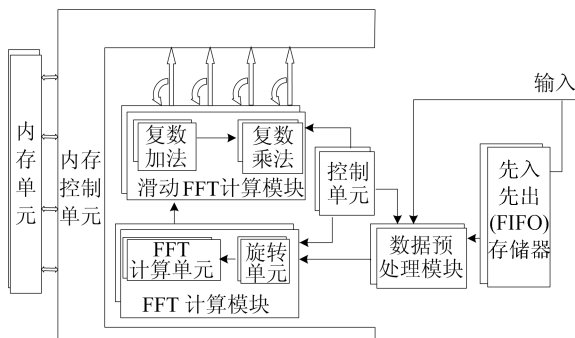 输入
内存单元
内存
控制
单元
复数
加法
复数
乘法
滑动FFT计算模块
控制
单元
先入
先出
(FIFO)
存储器
FFT
计算单元
旋转
单元
FFT 计算模块
数据预
处理模块